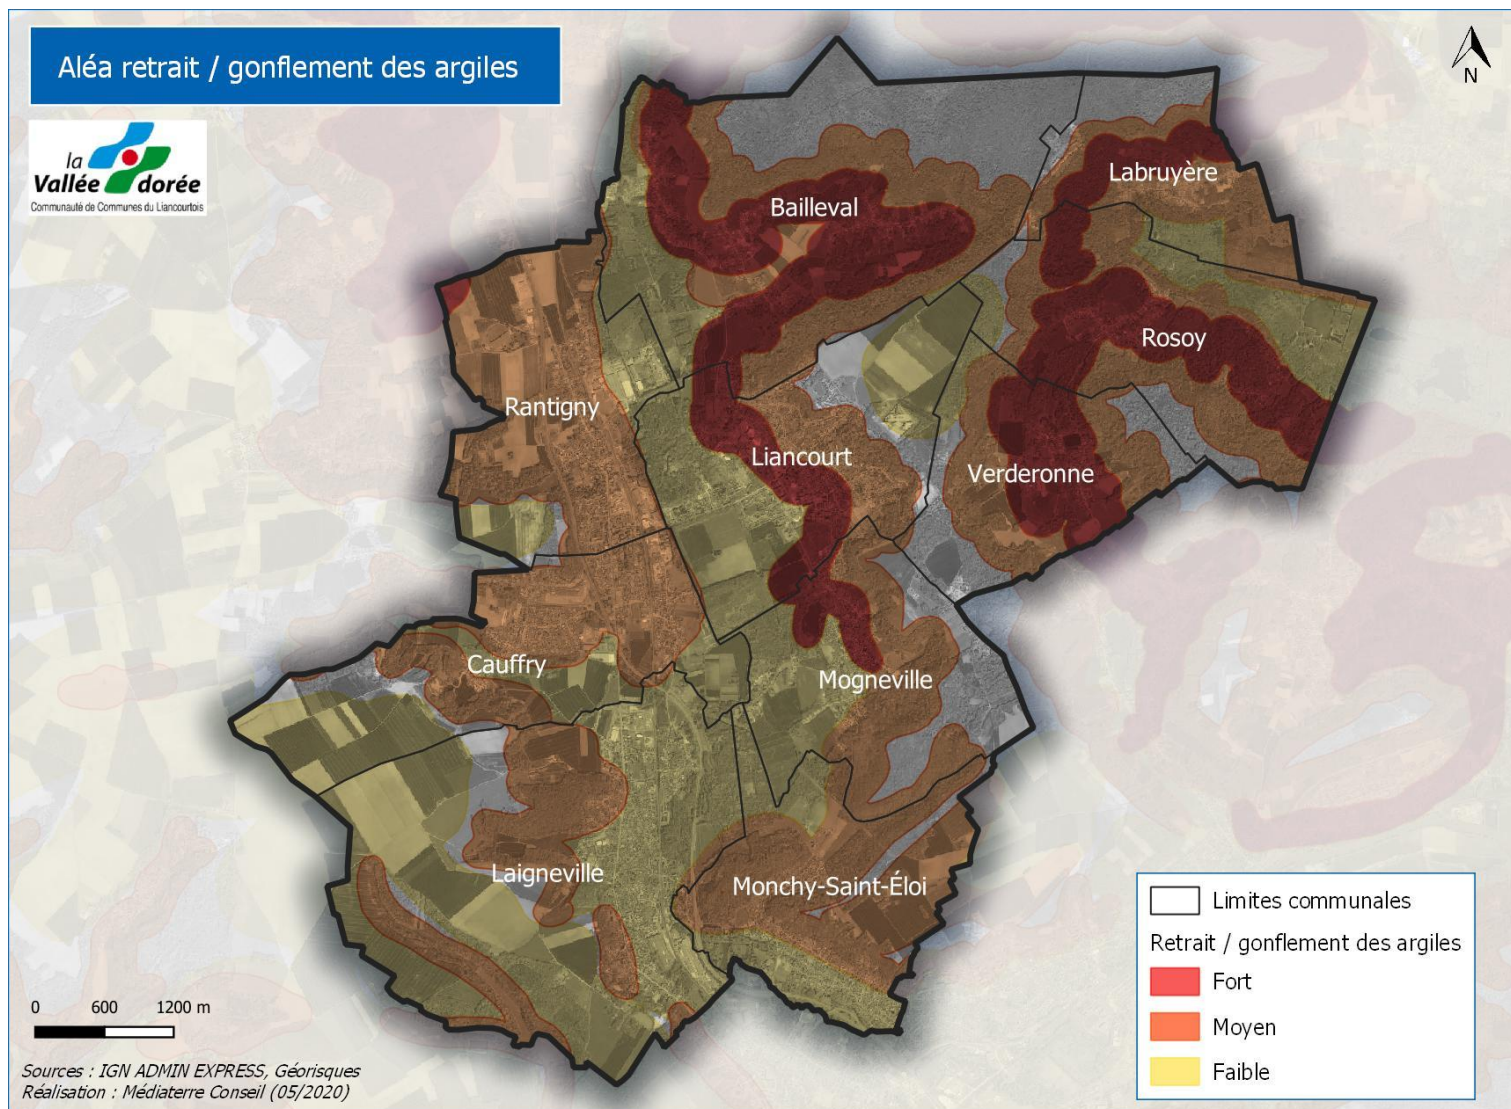 Aléa retrait / gonflement des argiles
N
la
Vallée dorée
Communauté de Communes du Liancourtois
Labruyère
Bailleval
Rosoy
Rantigny
Liancourt
Verderonne
Cauffry
Mogneville
Laigneville
Monchy-Saint-Éloi
Limites communales
Retrait / gonflement des argiles
Fort
Moyen
Faible
0 600 1200 m
Sources : IGN ADMIN EXPRESS, Géorisques
Réalisation : Médiaterre Conseil (05/2020)